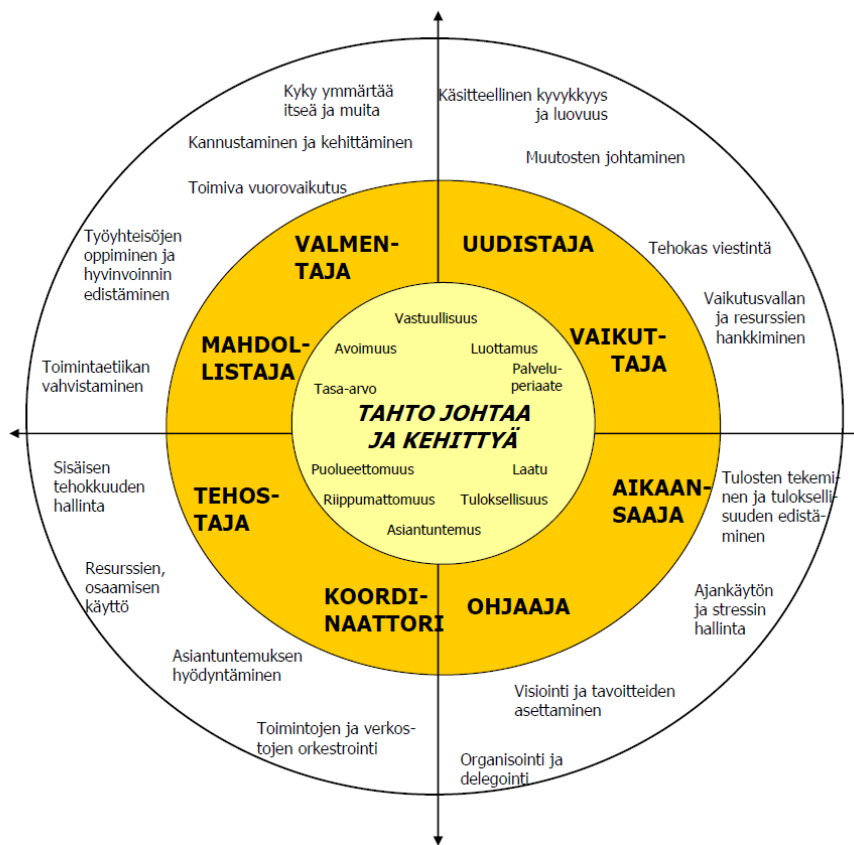 Kyky ymmärtää
itseä ja muita
Kannustaminen ja kehittäminen
Toimiva vuorovaikutus
Työyhteisöjen
oppiminen ja
hyvinvoinnin
edistäminen
Toimintaetiikan
vahvistaminen
Käsitteellinen kyvykkyys
ja luovuus
Muutosten johtaminen
Tehokas viestintä
Vaikutusvallan
ja resurssien
hankkiminen
VALMEN-
TAJA
MAHDOL-
LISTAJA
UUDISTAJA
VAIKUT-
TAJA
Vastuullisuus
Avoimuus
Luottamus
Tasa-arvo
Palvelu-
periaate
TAHTO JOHTAA
JA KEHITTYÄ
Puolueettomuus
Laatu
Riippumattomuus
Tuloksellisuus
Asiantuntemus
TEHOS-
TAJA
KOORDI-
NAATTORI
AIKAAN-
SAAJA
OHJAAJA
Sisäisen
tehokkuuden
hallinta
Resurssien,
osaamisen
käyttö
Asiantuntemuksen
hyödyntäminen
Toimintojen ja verkos-
tojen orkestrointi
Tulosten tekemi-
nen ja tulokselli-
suuden edistä-
minen
Ajankäytön
ja stressin
hallinta
Visiointi ja tavoitteiden
asettaminen
Organisointi ja
delegointi